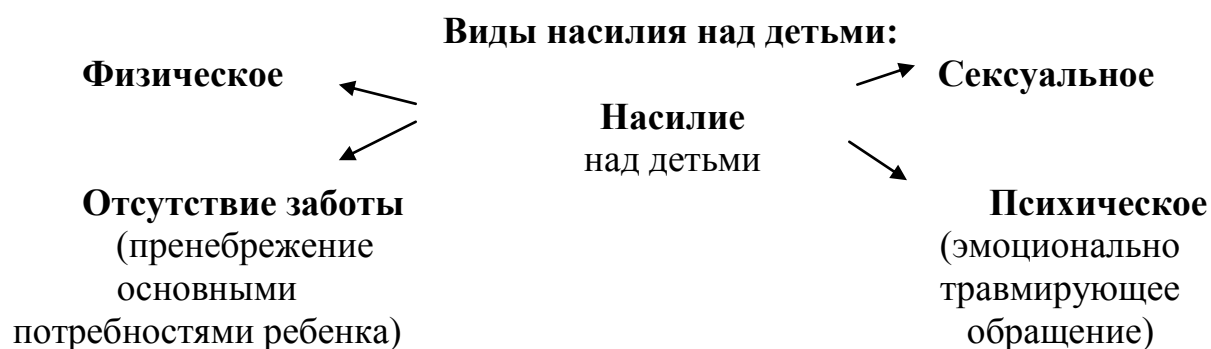 Виды насилия над детьми:
Физическое
Сексуальное
Насилие
над детьми
Отсутствие заботы
(пренебрежение
основными
потребностями ребенка)
Психическое
(эмоционально
травмирующее
обращение)